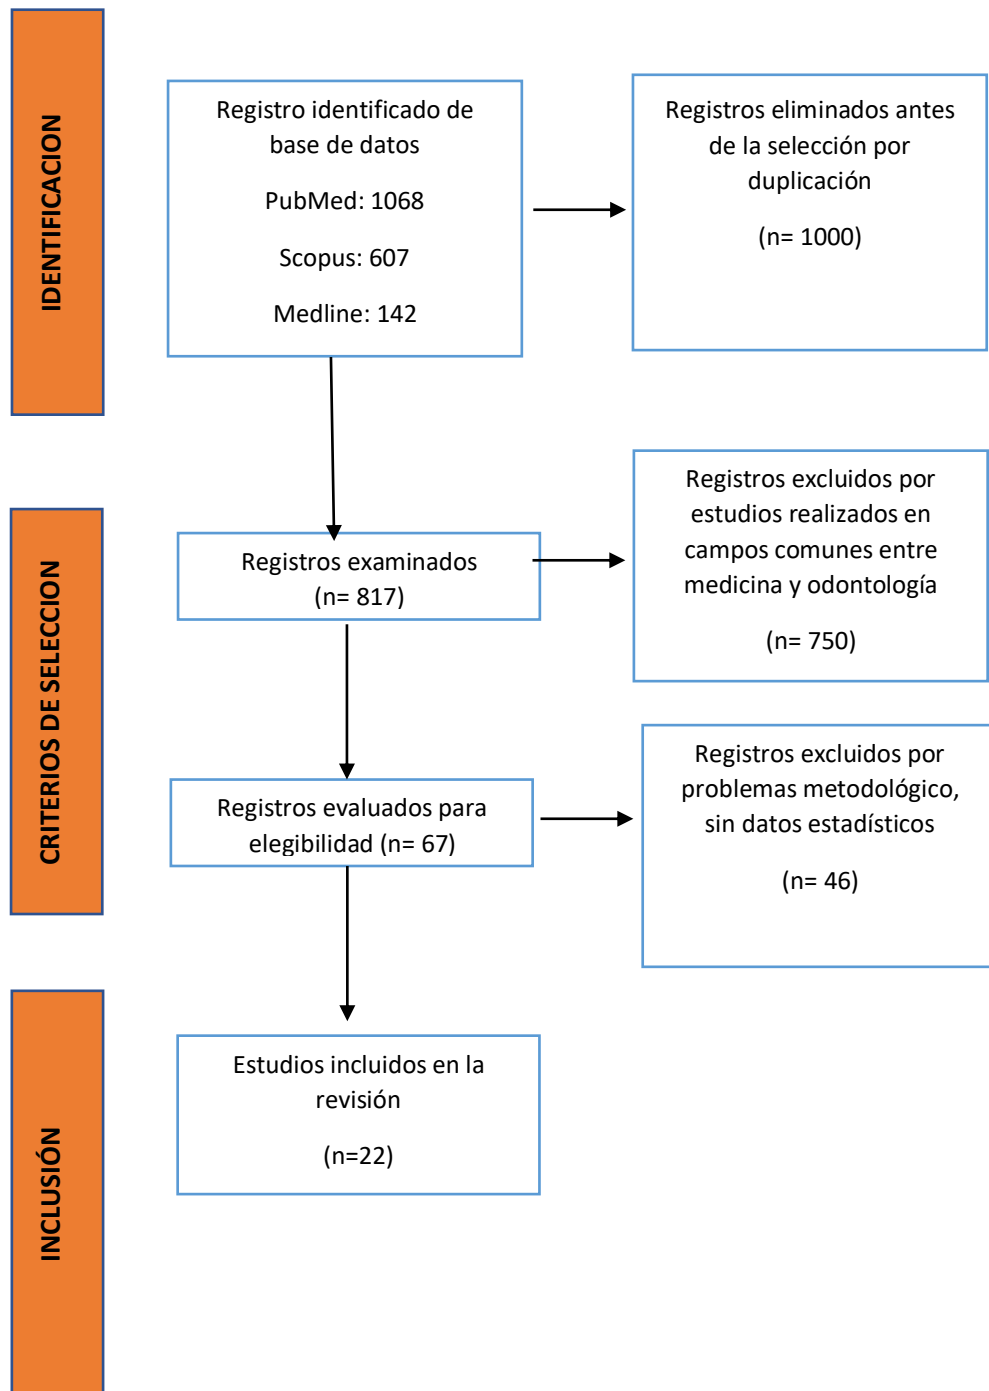 IDENTIFICACION
Registro identificado de
base de datos
PubMed: 1068
Scopus: 607
Medline: 142
Registros eliminados antes
de la selección por
duplicación
(n= 1000)
CRITERIOS DE SELECCION
Registros examinados
(n= 817)
Registros excluidos por
estudios realizados en
campos comunes entre
medicina y odontología
(n= 750)
Registros evaluados para
elegibilidad (n= 67)
Registros excluidos por
problemas metodológico,
sin datos estadísticos
(n= 46)
INCLUSIÓN
Estudios incluidos en la
revisión
(n=22)